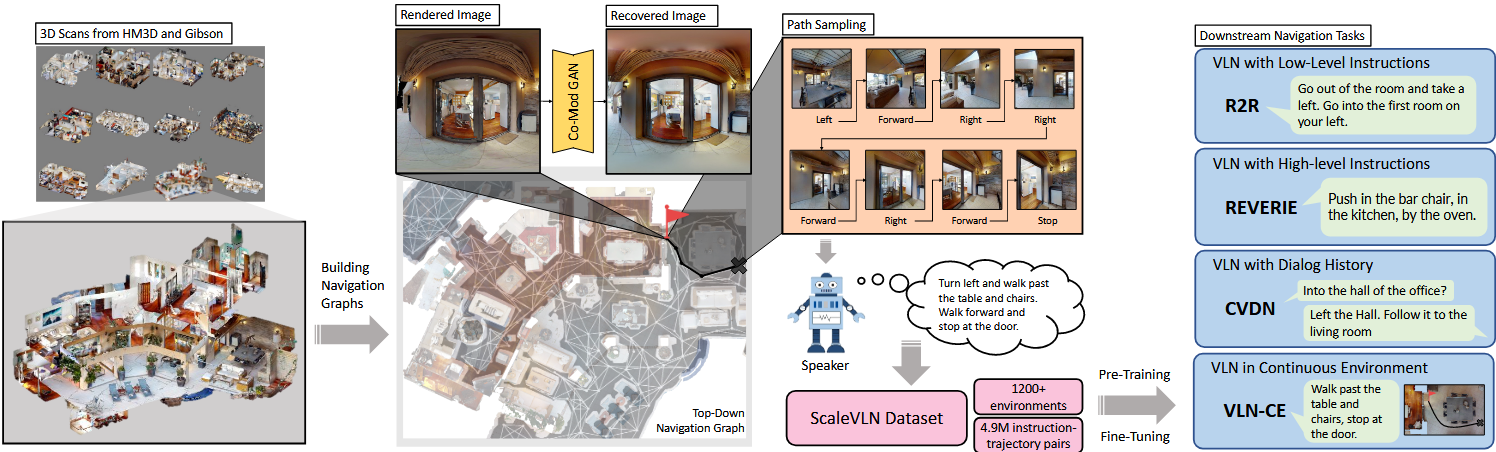 3D Scans from HM3D and Gibson
Building
Navigation
Graphs
Rendered Image
Recovered Image
Co-Mod GAN
Top-Down
Navigation Graph
Path Sampling
Left
Forward
Right
Right
Forward
Right
Forward
Stop
Speaker
Turn left and walk past
the table and chairs.
Walk forward and
stop at the door.
ScaleVLN Dataset
1200+
environments
4.9M instruction-
trajectory pairs
Pre-Training
Fine-Tuning
Downstream Navigation Tasks
VLN with Low-Level Instructions
R2R
Go out of the room and take a
left. Go into the first room on
your left.
VLN with High-level Instructions
REVERIE
Push in the bar chair, in
the kitchen, by the oven.
VLN with Dialog History
CVDN
Into the hall of the office?
Left the Hall. Follow it to the
living room
VLN in Continuous Environment
VLN-CE
Walk past the
table and
chairs, stop at
the door.